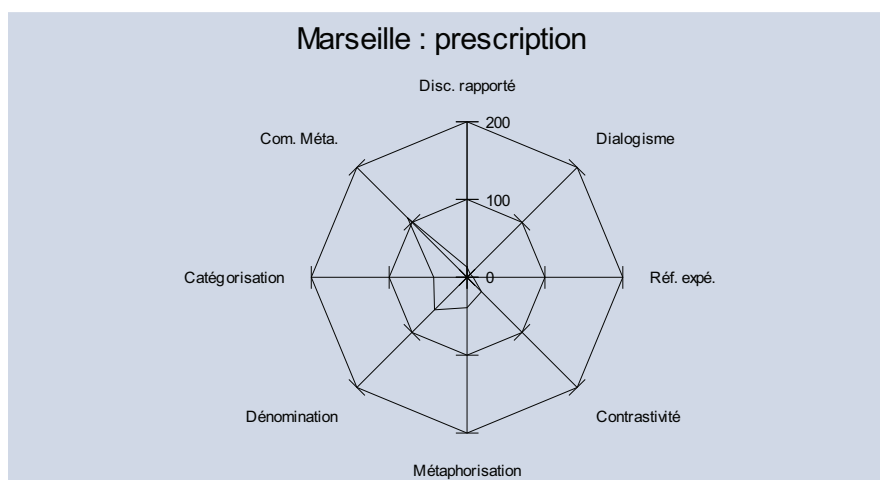 Marseille : prescription
Disc. rapporté
200
Com. Méta.
Dialogisme
100
Catégorisation
0
Réf. expé.
Dénomination
Contrastivité
Métaphorisation